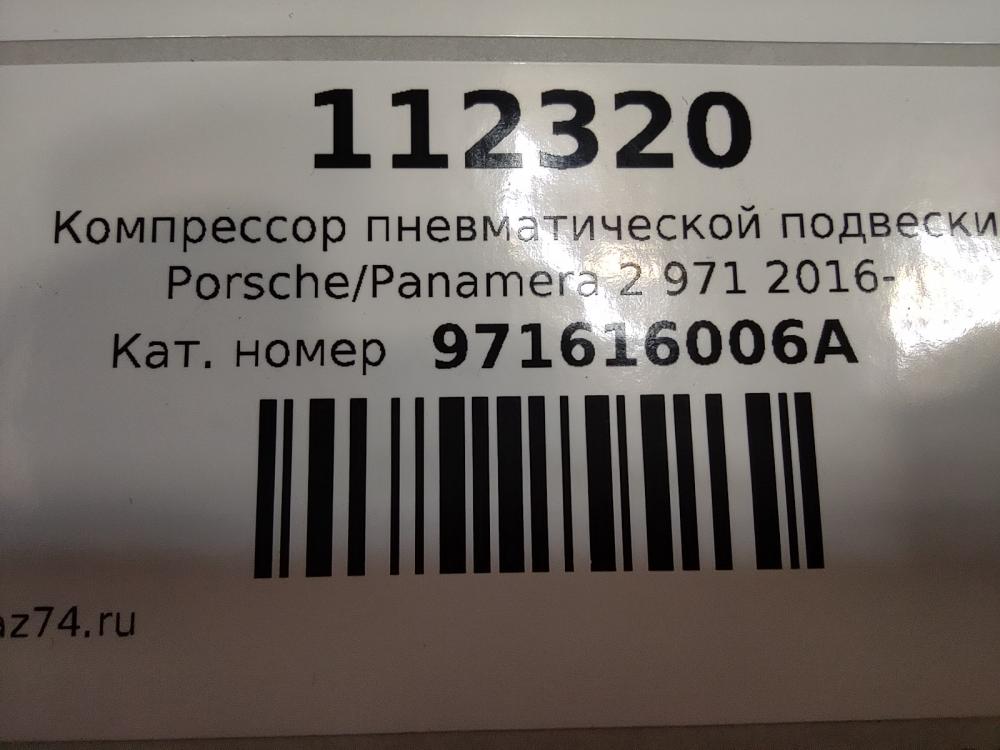 112320
Компрессор пневматической подвески
Porsche/Panamera 2 971 2016-
Кат. номер 971616006A
az74.ru